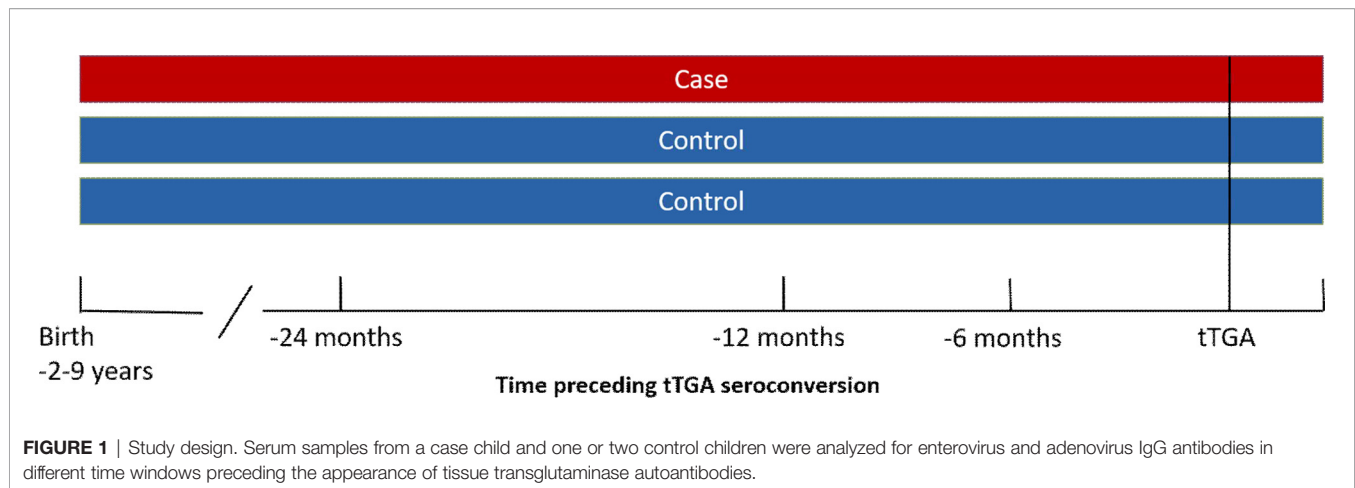 Case
Control
Control
Birth
-2-9 years
-24 months
-12 months
-6 months
tTGA
Time preceding tTGA seroconversion
FIGURE 1 | Study design. Serum samples from a case child and one or two control children were analyzed for enterovirus and adenovirus IgG antibodies in
different time windows preceding the appearance of tissue transglutaminase autoantibodies.